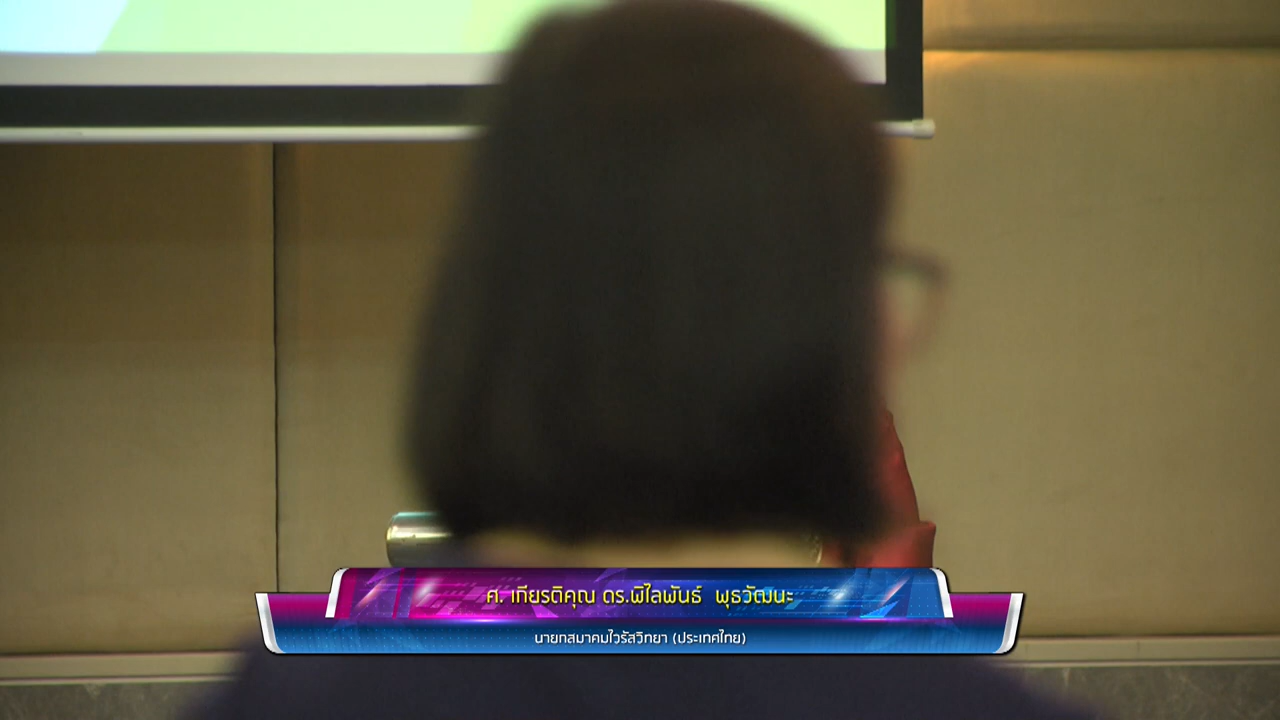 ศ. เกียรติคุณ ดร.พิไลพันธ์  พุธวัฒนะ
นายกสมาคมไวรัสวิทยา (ประเทศไทย)